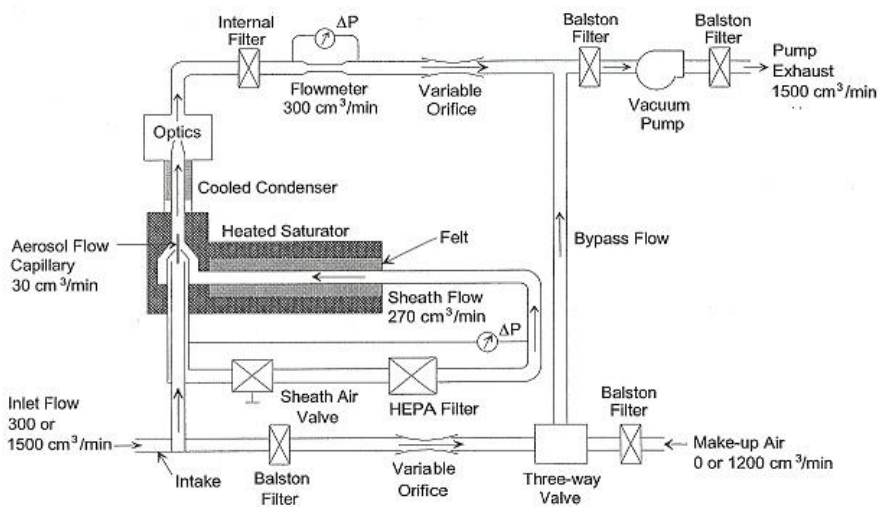 Internal
Filter
ΔP
Flowmeter
300 cm³/min
Variable
Orifice
Balston
Filter
Vacuum
Pump
Balston
Filter
Pump
Exhaust
1500 cm³/min
Optics
Cooled Condenser
Heated Saturator
Felt
Bypass Flow
Aerosol Flow
Capillary
30 cm³/min
Sheath Flow
270 cm³/min
ΔP
Sheath Air
Valve
HEPA Filter
Inlet Flow
300 or
1500 cm³/min
Intake
Balston
Filter
Variable
Orifice
Three-way
Valve
Balston
Filter
Make-up Air
0 or 1200 cm³/min